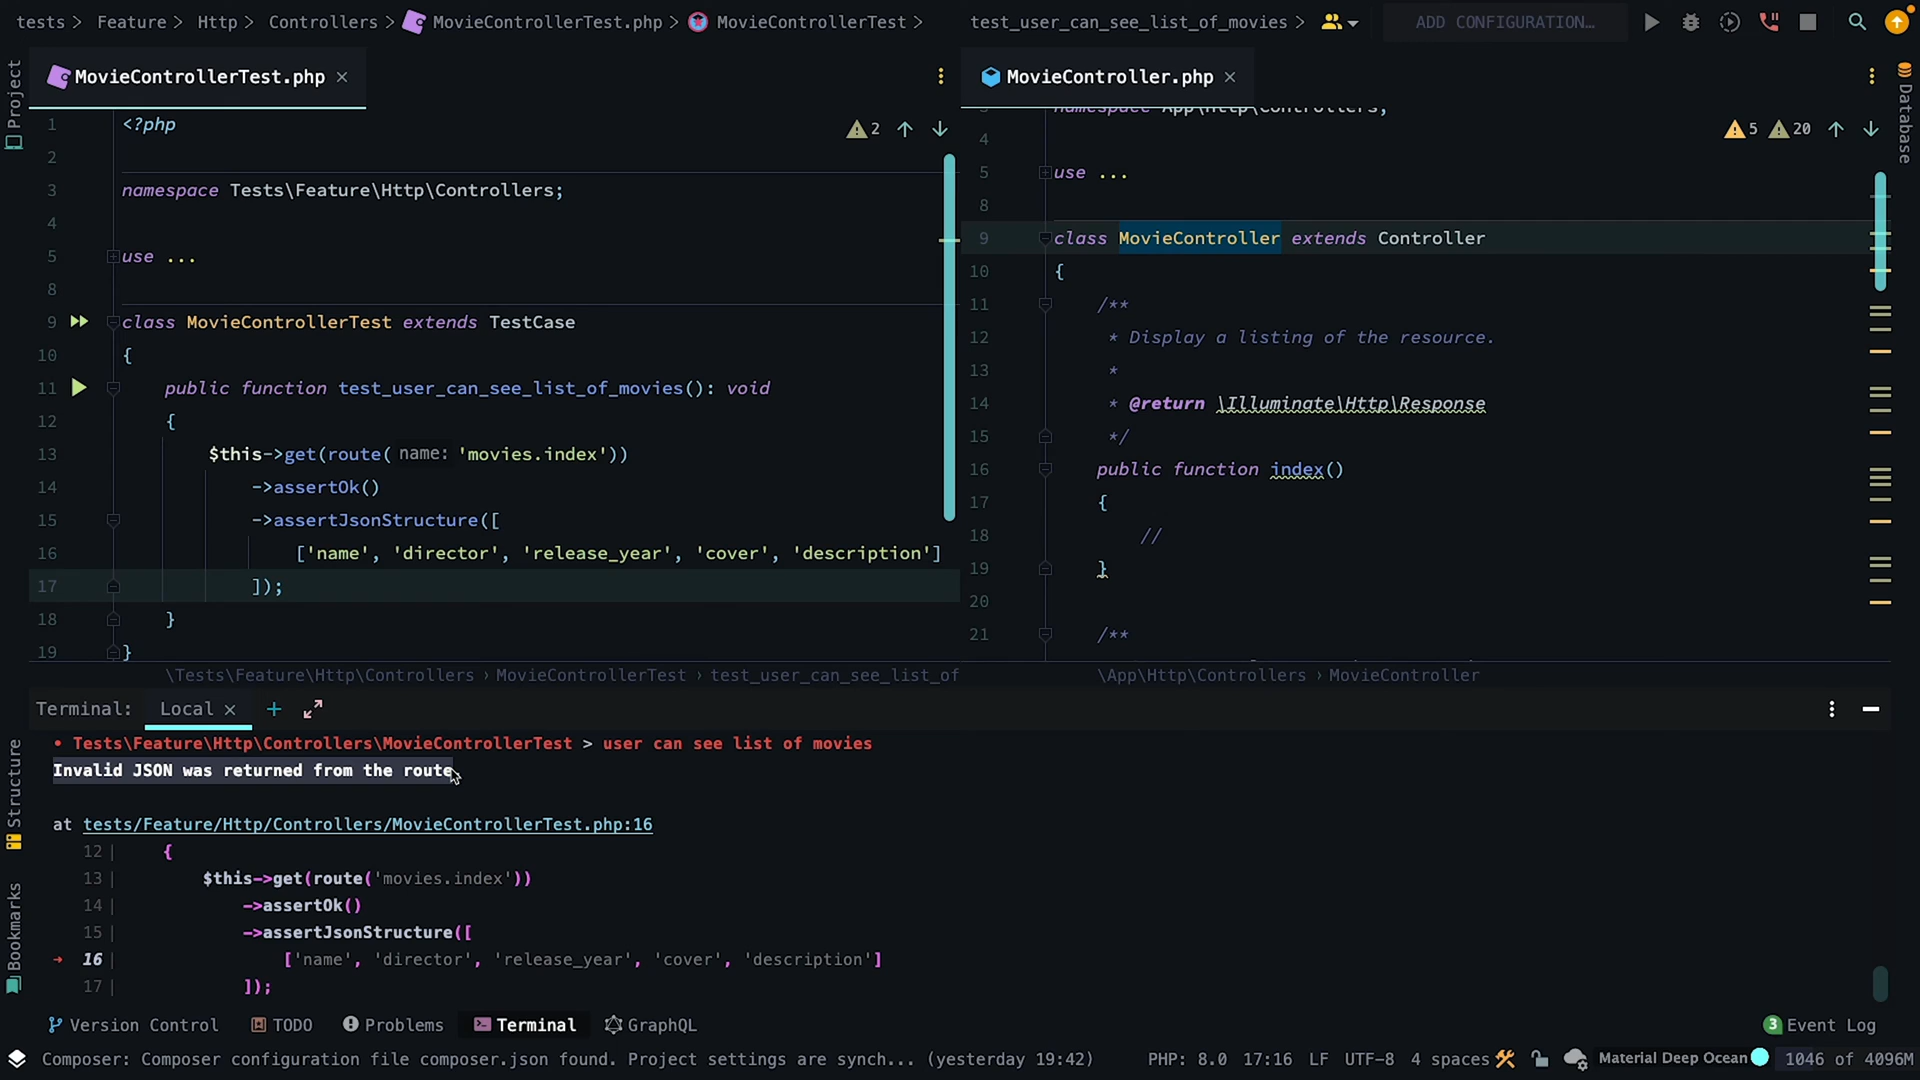 tests > Feature > Http > Controllers > MovieControllerTest.php > MovieControllerTest > test_user_can_see_list_of_movies > ADD CONFIGURATION...
Project
MovieControllerTest.php ×
MovieController.php ×
Database
1 <?php
2
3 namespace Tests\Feature\Http\Controllers;
4
5 use ...
8
9 class MovieControllerTest extends TestCase
10 {
11 public function test_user_can_see_list_of_movies(): void
12 {
13 $this->get(route( name: 'movies.index'))
14 ->assertOk()
15 ->assertJsonStructure([
16 ['name', 'director', 'release_year', 'cover', 'description']
17 ]);
18 }
19 }
2
\Tests\Feature\Http\Controllers › MovieControllerTest › test_user_can_see_list_of
namespace App\Http\Controllers;
4
5 use ...
8
9 class MovieController extends Controller
10 {
11 /**
12 * Display a listing of the resource.
13 *
14 * @return \Illuminate\Http\Response
15 */
16 public function index()
17 {
18 //
19 }
20
21 /**
5 20
\App\Http\Controllers › MovieController
Terminal: Local × +
• Tests\Feature\Http\Controllers\MovieControllerTest > user can see list of movies
Invalid JSON was returned from the route
at tests/Feature/Http/Controllers/MovieControllerTest.php:16
12| {
13| $this->get(route('movies.index'))
14| ->assertOk()
15| ->assertJsonStructure([
→ 16| ['name', 'director', 'release_year', 'cover', 'description']
17| ]);
Structure
Bookmarks
Version Control TODO Problems Terminal GraphQL 3 Event Log
Composer: Composer configuration file composer.json found. Project settings are synch... (yesterday 19:42) PHP: 8.0 17:16 LF UTF-8 4 spaces Material Deep Ocean 1046 of 4096M